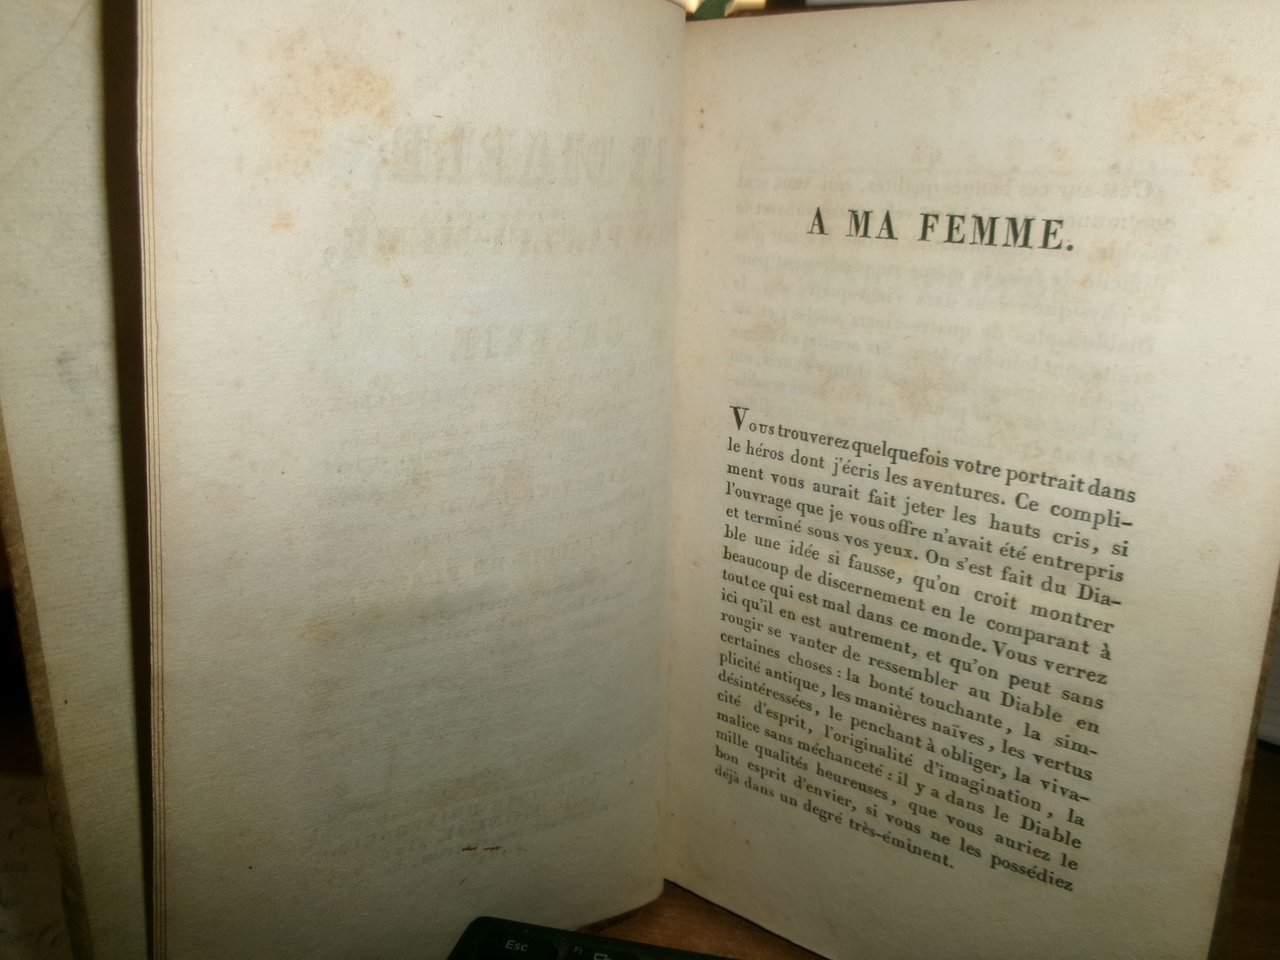 A MA FEMME.
Vous trouverez quelquefois votre portrait dans
le héros dont j'écris les aventures. Ce compli-
ment vous aurait fait jeter les hauts cris, si
l'ouvrage que je vous offre n'avait été entrepris
et terminé sous vos yeux. On s'est fait du Dia-
ble une idée si fausse, qu'on croit montrer
beaucoup de discernement en le comparant à
tout ce qui est mal dans ce monde. Vous verrez
ici qu'il en est autrement, et qu'on peut sans
rougir se vanter de ressembler au Diable en
certaines choses : la bonté touchante, la sim-
plicité antique, les manières naïves, les vertus
désintéressées, le penchant à obliger, la viva-
cité d'esprit, l'originalité d'imagination, la
malice sans méchanceté : il y a dans le Diable
mille qualités heureuses, que vous auriez le
bon esprit d'envier, si vous ne les possédiez
déjà dans un degré très-éminent.
Esc